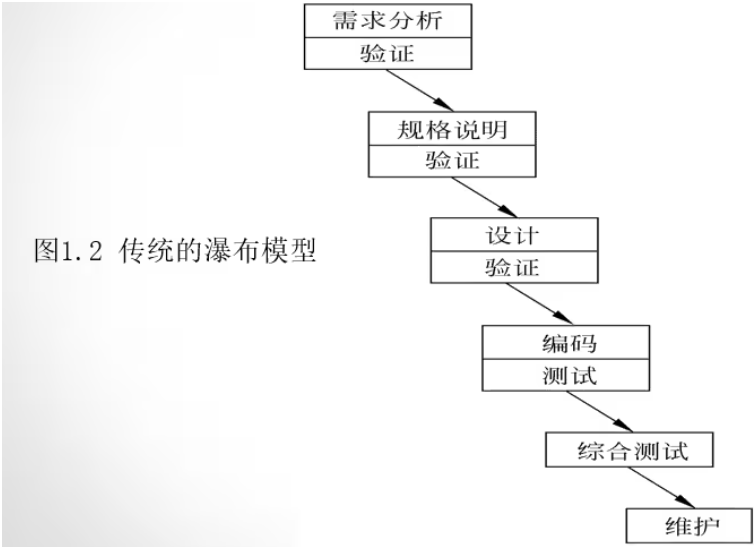 需求分析
验证
规格说明
验证
设计
验证
图1.2 传统的瀑布模型
编码
测试
综合测试
维护